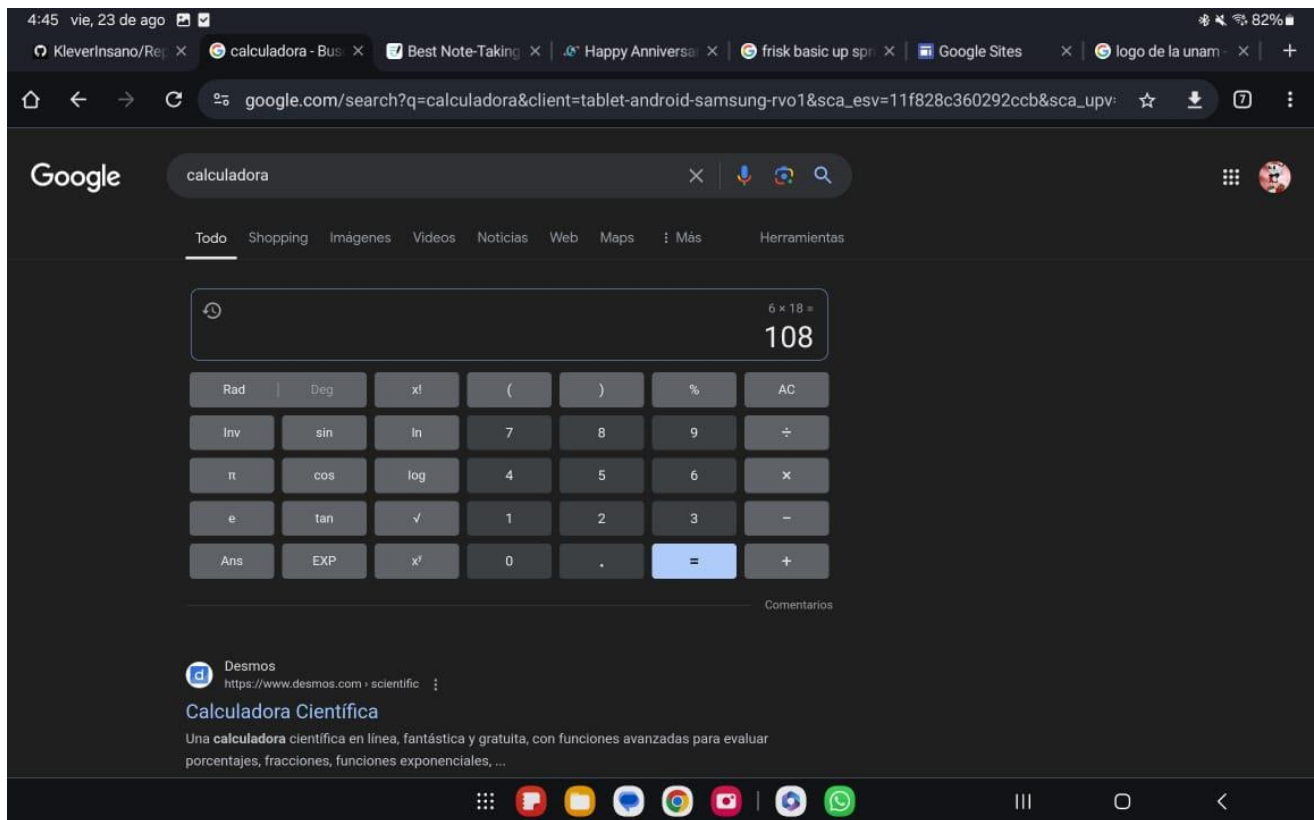 4:45 vie, 23 de ago 82%
KleverInsano/Rep calculadora - Bus Best Note-Taking Happy Anniversa frisk basic up spri Google Sites logo de la unam -
google.com/search?q=calculadora&client=tablet-android-samsung-rvo1&sca_esv=11f828c360292ccb&sca_upv= 7
Google calculadora
Todo Shopping Imágenes Videos Noticias Web Maps Más Herramientas
6 × 18 =
108
Rad Deg x! ( ) % AC
Inv sin ln 7 8 9 ÷
π cos log 4 5 6 ×
e tan √ 1 2 3 −
Ans EXP xʸ 0 . = +
Comentarios
Desmos
https://www.desmos.com › scientific
Calculadora Científica
Una calculadora científica en línea, fantástica y gratuita, con funciones avanzadas para evaluar
porcentajes, fracciones, funciones exponenciales, ...